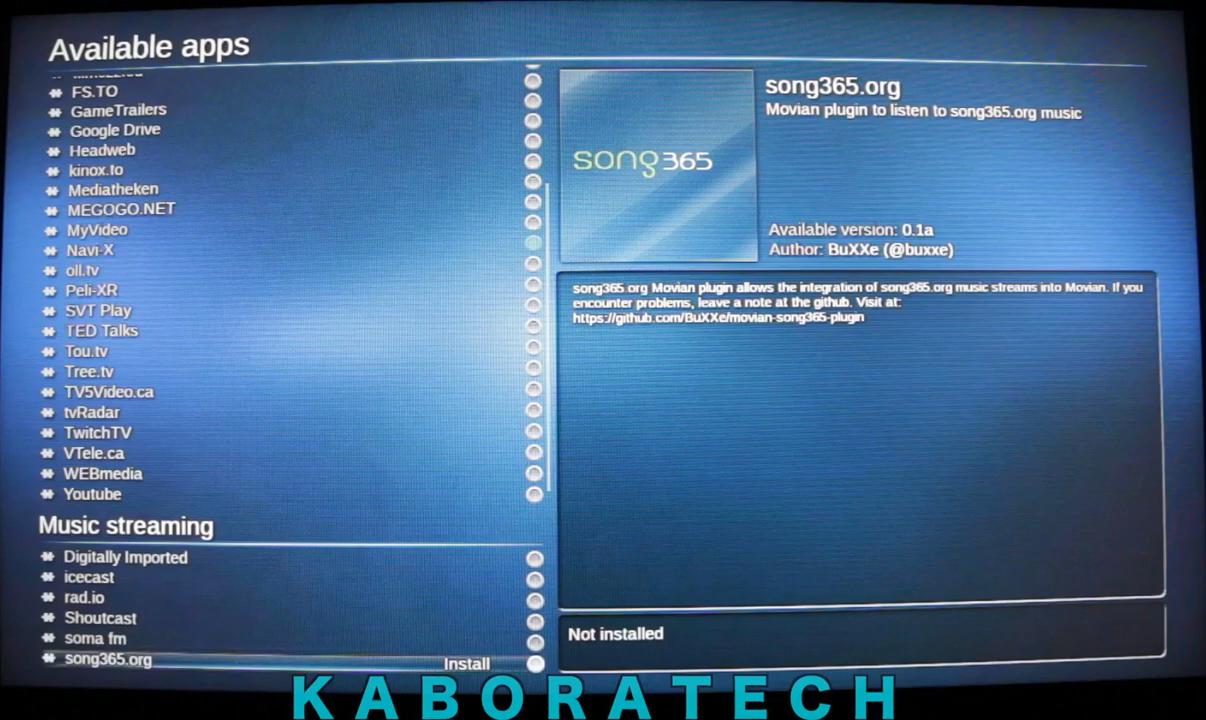 Available apps
FS.TO
GameTrailers
Google Drive
Headweb
kinox.to
Mediatheken
MEGOGO.NET
MyVideo
Navi-X
oll.tv
Peli-XR
SVT Play
TED Talks
Tou.tv
Tree.tv
TV5Video.ca
tvRadar
TwitchTV
VTele.ca
WEBmedia
Youtube
Music streaming
Digitally Imported
icecast
rad.io
Shoutcast
soma fm
song365.org Install
song365
song365.org
Movian plugin to listen to song365.org music
Available version: 0.1a
Author: BuXXe (@buxxe)
song365.org Movian plugin allows the integration of song365.org music streams into Movian. If you
encounter problems, leave a note at the github. Visit at:
https://github.com/BuXXe/movian-song365-plugin
Not installed
KABORATECH